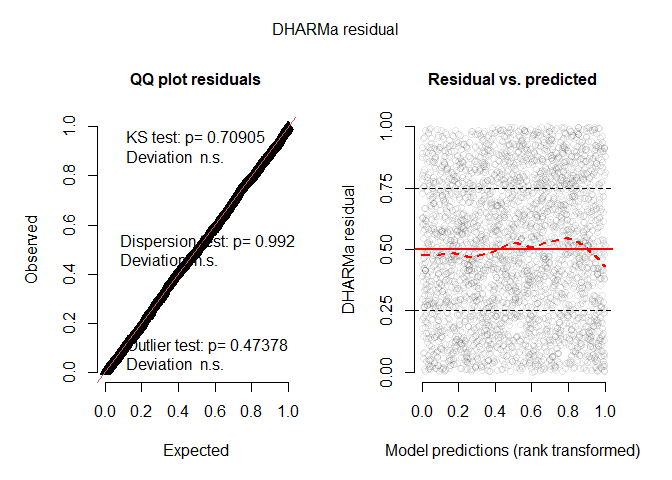 DHARMa residual
QQ plot residuals
KS test: p= 0.70905
Deviation n.s.
Dispersion test: p= 0.992
Deviation n.s.
Outlier test: p= 0.47378
Deviation n.s.
Observed
0.0 0.2 0.4 0.6 0.8 1.0
0.0 0.2 0.4 0.6 0.8 1.0
Expected
Residual vs. predicted
DHARMa residual
0.00 0.25 0.50 0.75 1.00
0.0 0.2 0.4 0.6 0.8 1.0
Model predictions (rank transformed)